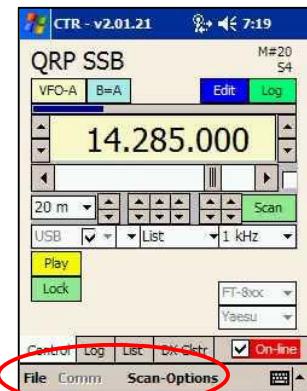 CTR - v2.01.21 7:19
QRP SSB M#20
S4
VFO-A B=A Edit Log
14.285.000
20 m Scan
USB List 1 kHz
Play
Lock
FT-8xx
Yaesu
Control Log List DX Clstr On-line
File Comm Scan-Options